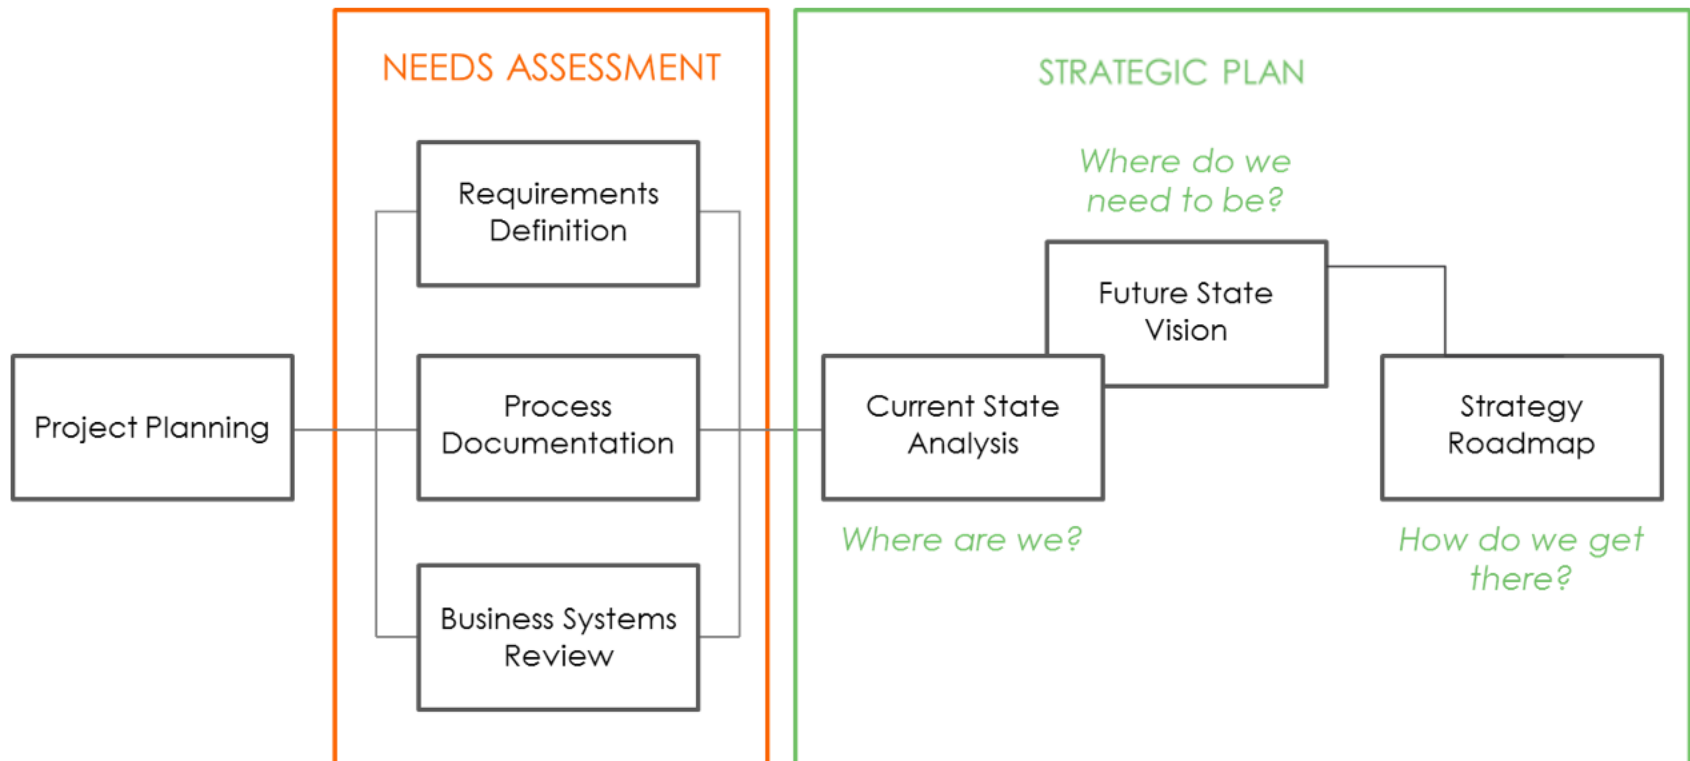 NEEDS ASSESSMENT
STRATEGIC PLAN
Project Planning
Requirements
Definition
Process
Documentation
Business Systems
Review
Current State
Analysis
Where are we?
Where do we
need to be?
Future State
Vision
Strategy
Roadmap
How do we get
there?